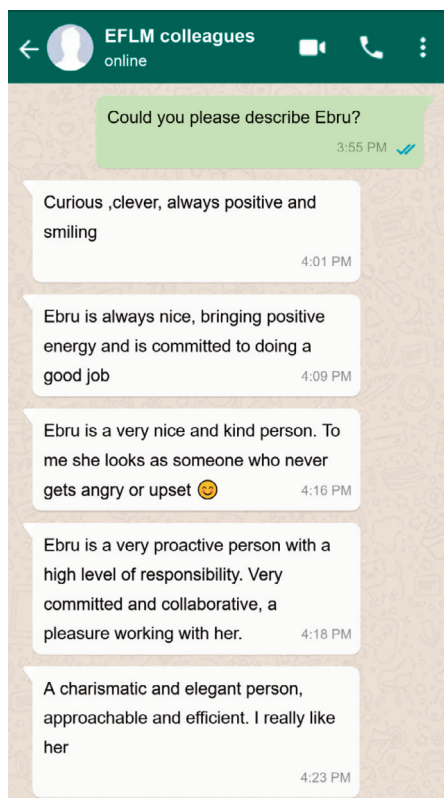 EFLM colleagues
online
Could you please describe Ebru?
3:55 PM
Curious ,clever, always positive and
smiling
4:01 PM
Ebru is always nice, bringing positive
energy and is committed to doing a
good job 4:09 PM
Ebru is a very nice and kind person. To
me she looks as someone who never
gets angry or upset 😊 4:16 PM
Ebru is a very proactive person with a
high level of responsibility. Very
committed and collaborative, a
pleasure working with her. 4:18 PM
A charismatic and elegant person,
approachable and efficient. I really like
her
4:23 PM